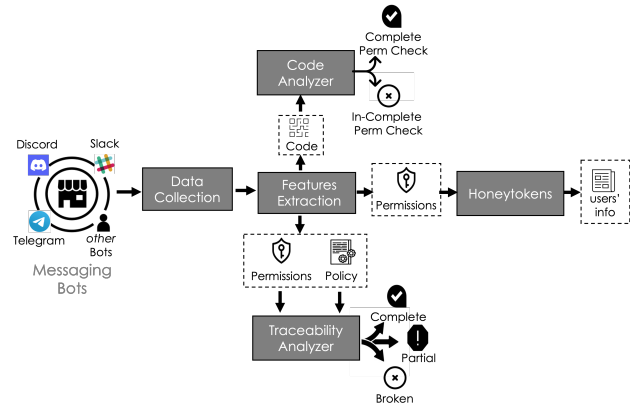 Complete
Perm Check
Code
Analyzer
In-Complete
Perm Check
Code
Discord
Slack
Telegram
other
Bots
Messaging
Bots
Data
Collection
Features
Extraction
Permissions
Honeytokens
users'
info
Permissions
Policy
Traceability
Analyzer
Complete
Partial
Broken